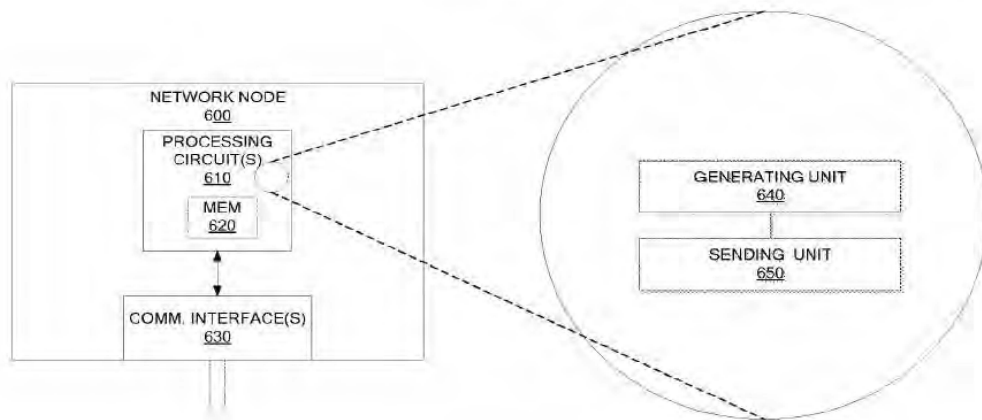 NETWORK NODE
600
PROCESSING
CIRCUIT(S)
610
MEM
620
COMM. INTERFACE(S)
630
GENERATING UNIT
640
SENDING UNIT
650